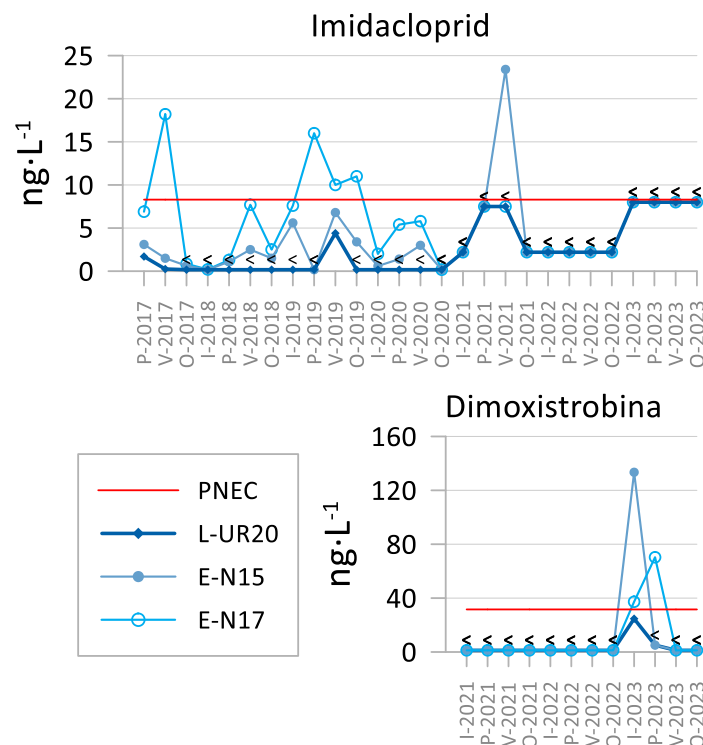 Imidacloprid
ng·L⁻¹
25
20
15
10
5
0
< < < < < < < < < < < < < < < < < < < < < < <
P-2017
V-2017
O-2017
I-2018
P-2018
V-2018
O-2018
I-2019
P-2019
V-2019
O-2019
I-2020
P-2020
V-2020
O-2020
I-2021
P-2021
V-2021
O-2021
I-2022
P-2022
V-2022
O-2022
I-2023
P-2023
V-2023
O-2023
Dimoxistrobina
ng·L⁻¹
160
120
80
40
0
< < < < < < < < < < <
I-2021
P-2021
V-2021
O-2021
I-2022
P-2022
V-2022
O-2022
I-2023
P-2023
V-2023
O-2023
PNEC
L-UR20
E-N15
E-N17